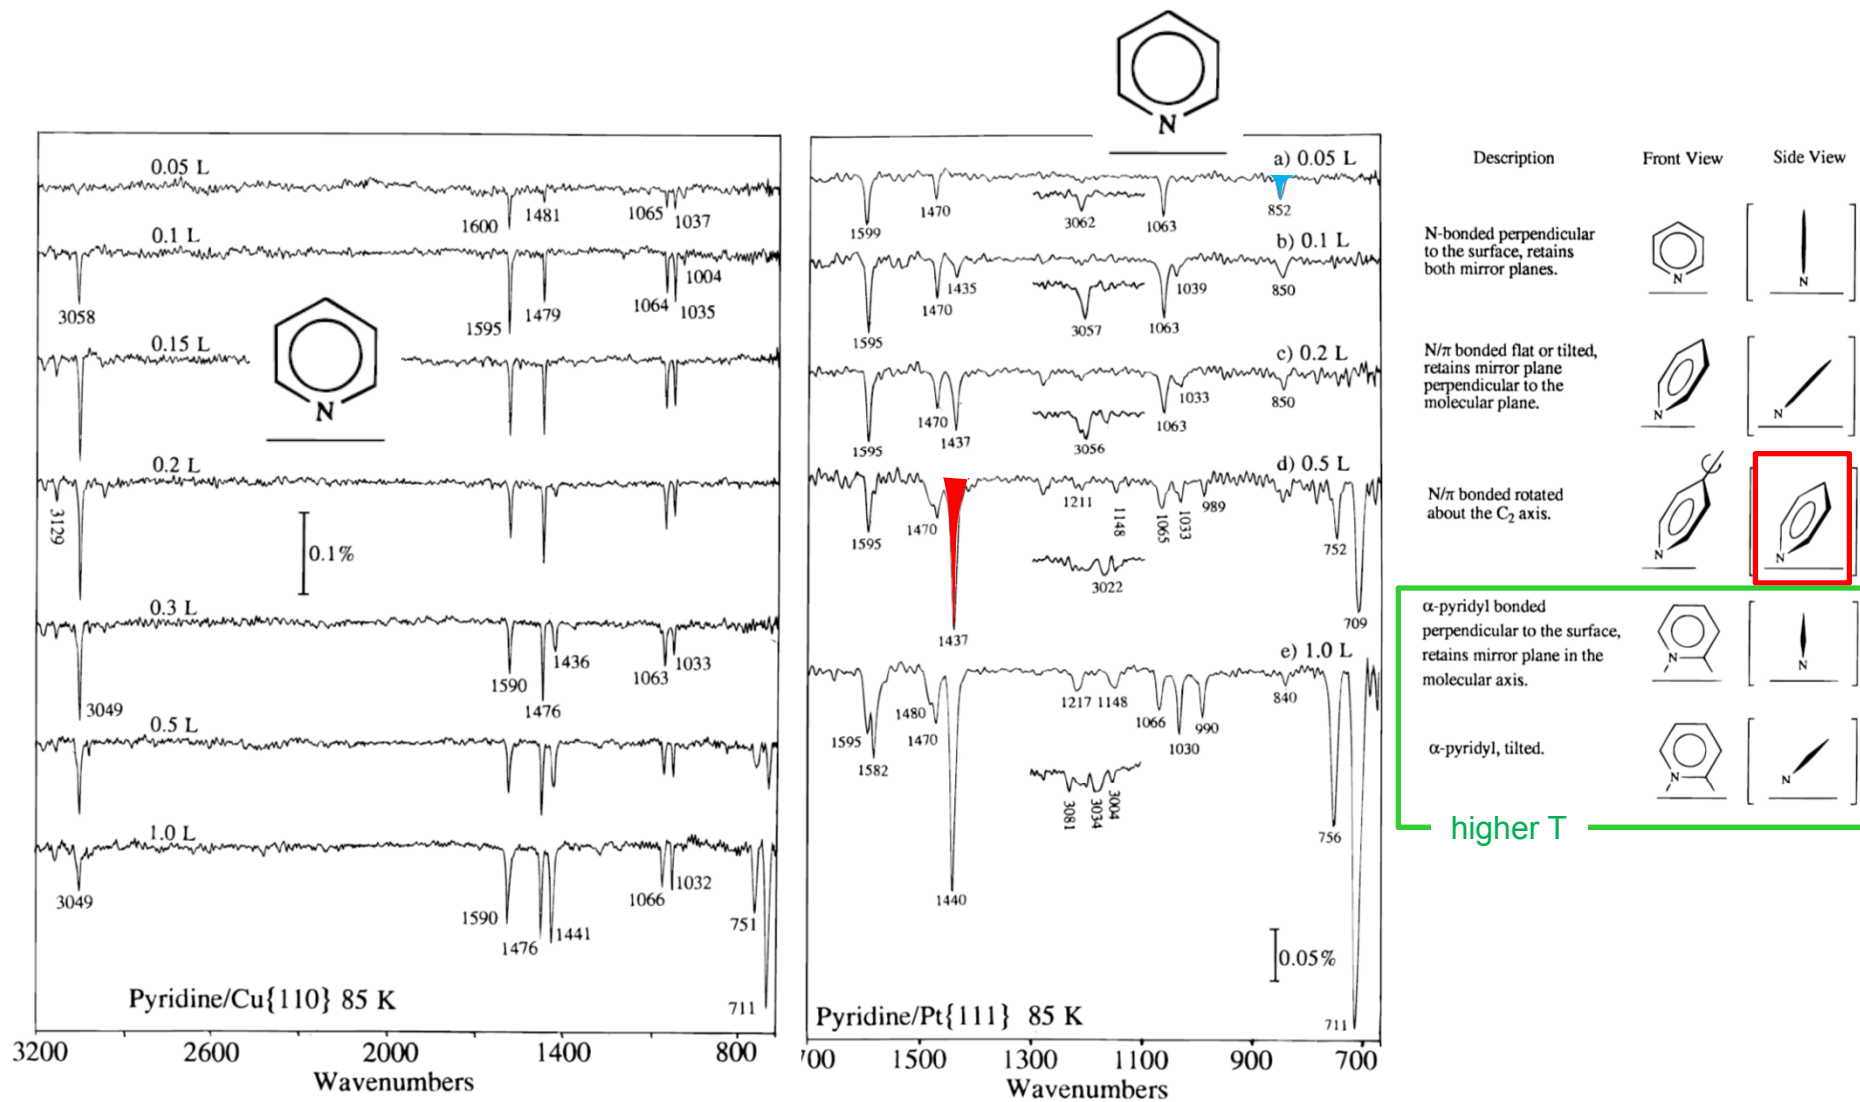 N
0.05 L
1600
1481
1065
1037
0.1 L
3058
1595
1479
1064
1004
1035
0.15 L
N
0.2 L
3129
0.1%
0.3 L
3049
1590
1476
1436
1063
1033
0.5 L
1.0 L
3049
1590
1476
1441
1066
1032
751
711
Pyridine/Cu{110} 85 K
3200 2600 2000 1400 800
Wavenumbers
a) 0.05 L
1599
1470
3062
1063
852
b) 0.1 L
1595
1470
1435
3057
1063
1039
850
c) 0.2 L
1595
1470
1437
3056
1063
1033
850
d) 0.5 L
1595
1470
1437
1211
1148
1065
1033
989
3022
752
709
e) 1.0 L
1595
1582
1480
1470
1440
1217 1148
1066
1030
990
840
3081
3034
3004
756
711
0.05%
Pyridine/Pt{111} 85 K
700 1500 1300 1100 900 700
Wavenumbers
Description Front View Side View
N-bonded perpendicular
to the surface, retains
both mirror planes.
N
N
N/π bonded flat or tilted,
retains mirror plane
perpendicular to the
molecular plane.
N
N
N/π bonded rotated
about the C₂ axis.
N
N
α-pyridyl bonded
perpendicular to the surface,
retains mirror plane in the
molecular axis.
N
N
α-pyridyl, tilted.
N
N
higher T